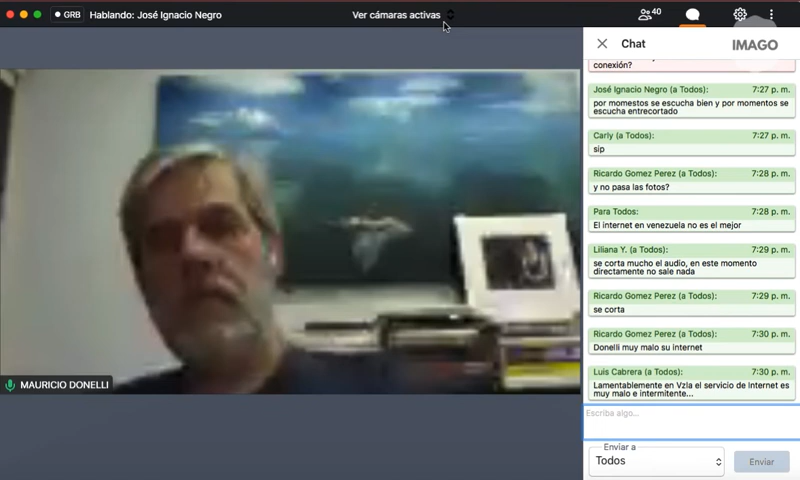 GRB
Hablando: José Ignacio Negro
Ver cámaras activas
40
Chat
IMAGO
conexión?
José Ignacio Negro (a Todos): 7:27 p. m.
por momentos se escucha bien y por momentos se
escucha entrecortado
Carly (a Todos): 7:27 p. m.
sip
Ricardo Gomez Perez (a Todos): 7:28 p. m.
y no pasa las fotos?
Para Todos: 7:28 p. m.
El internet en venezuela no es el mejor
Liliana Y. (a Todos): 7:29 p. m.
se corta mucho el audio, en este momento
directamente no sale nada
Ricardo Gomez Perez (a Todos): 7:29 p. m.
se corta
Ricardo Gomez Perez (a Todos): 7:30 p. m.
Donelli muy malo su internet
Luis Cabrera (a Todos): 7:30 p. m.
Lamentablemente en Vzla el servicio de Internet es
muy malo e intermitente...
MAURICIO DONELLI
Escriba algo...
Enviar a
Todos
Enviar